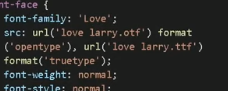 nt-face {
font-family: 'Love';
src: url('love larry.otf') format
('opentype'), url('love larry.ttf')
format('truetype');
font-weight: normal;
font-style: normal;